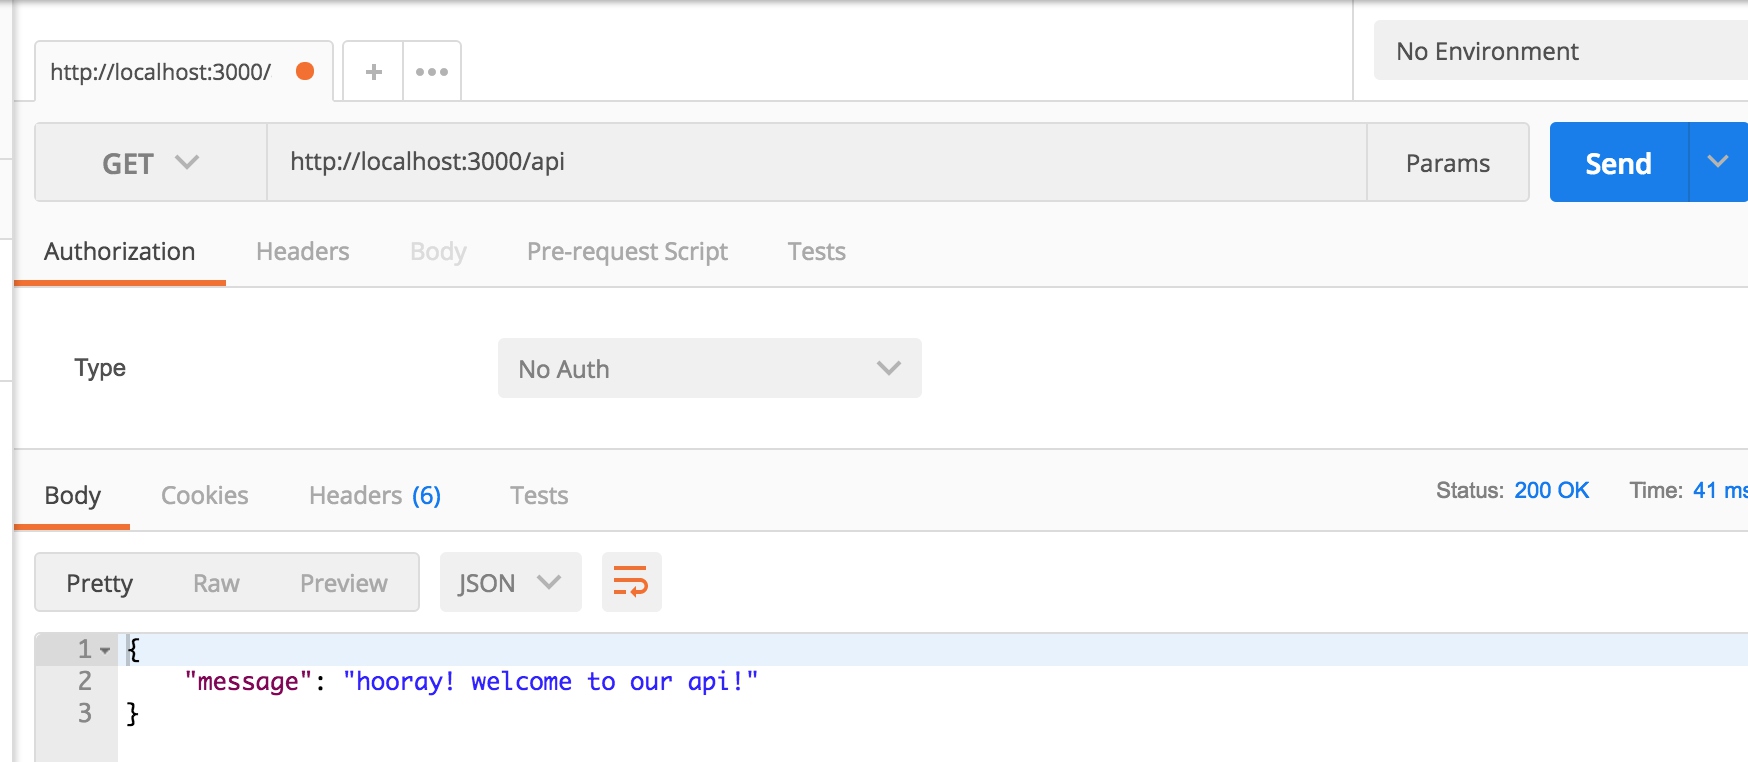 http://localhost:3000/
No Environment
GET http://localhost:3000/api Params Send
Authorization Headers Body Pre-request Script Tests
Type No Auth
Body Cookies Headers (6) Tests Status: 200 OK Time: 41 ms
Pretty Raw Preview JSON
1 {
2 "message": "hooray! welcome to our api!"
3 }